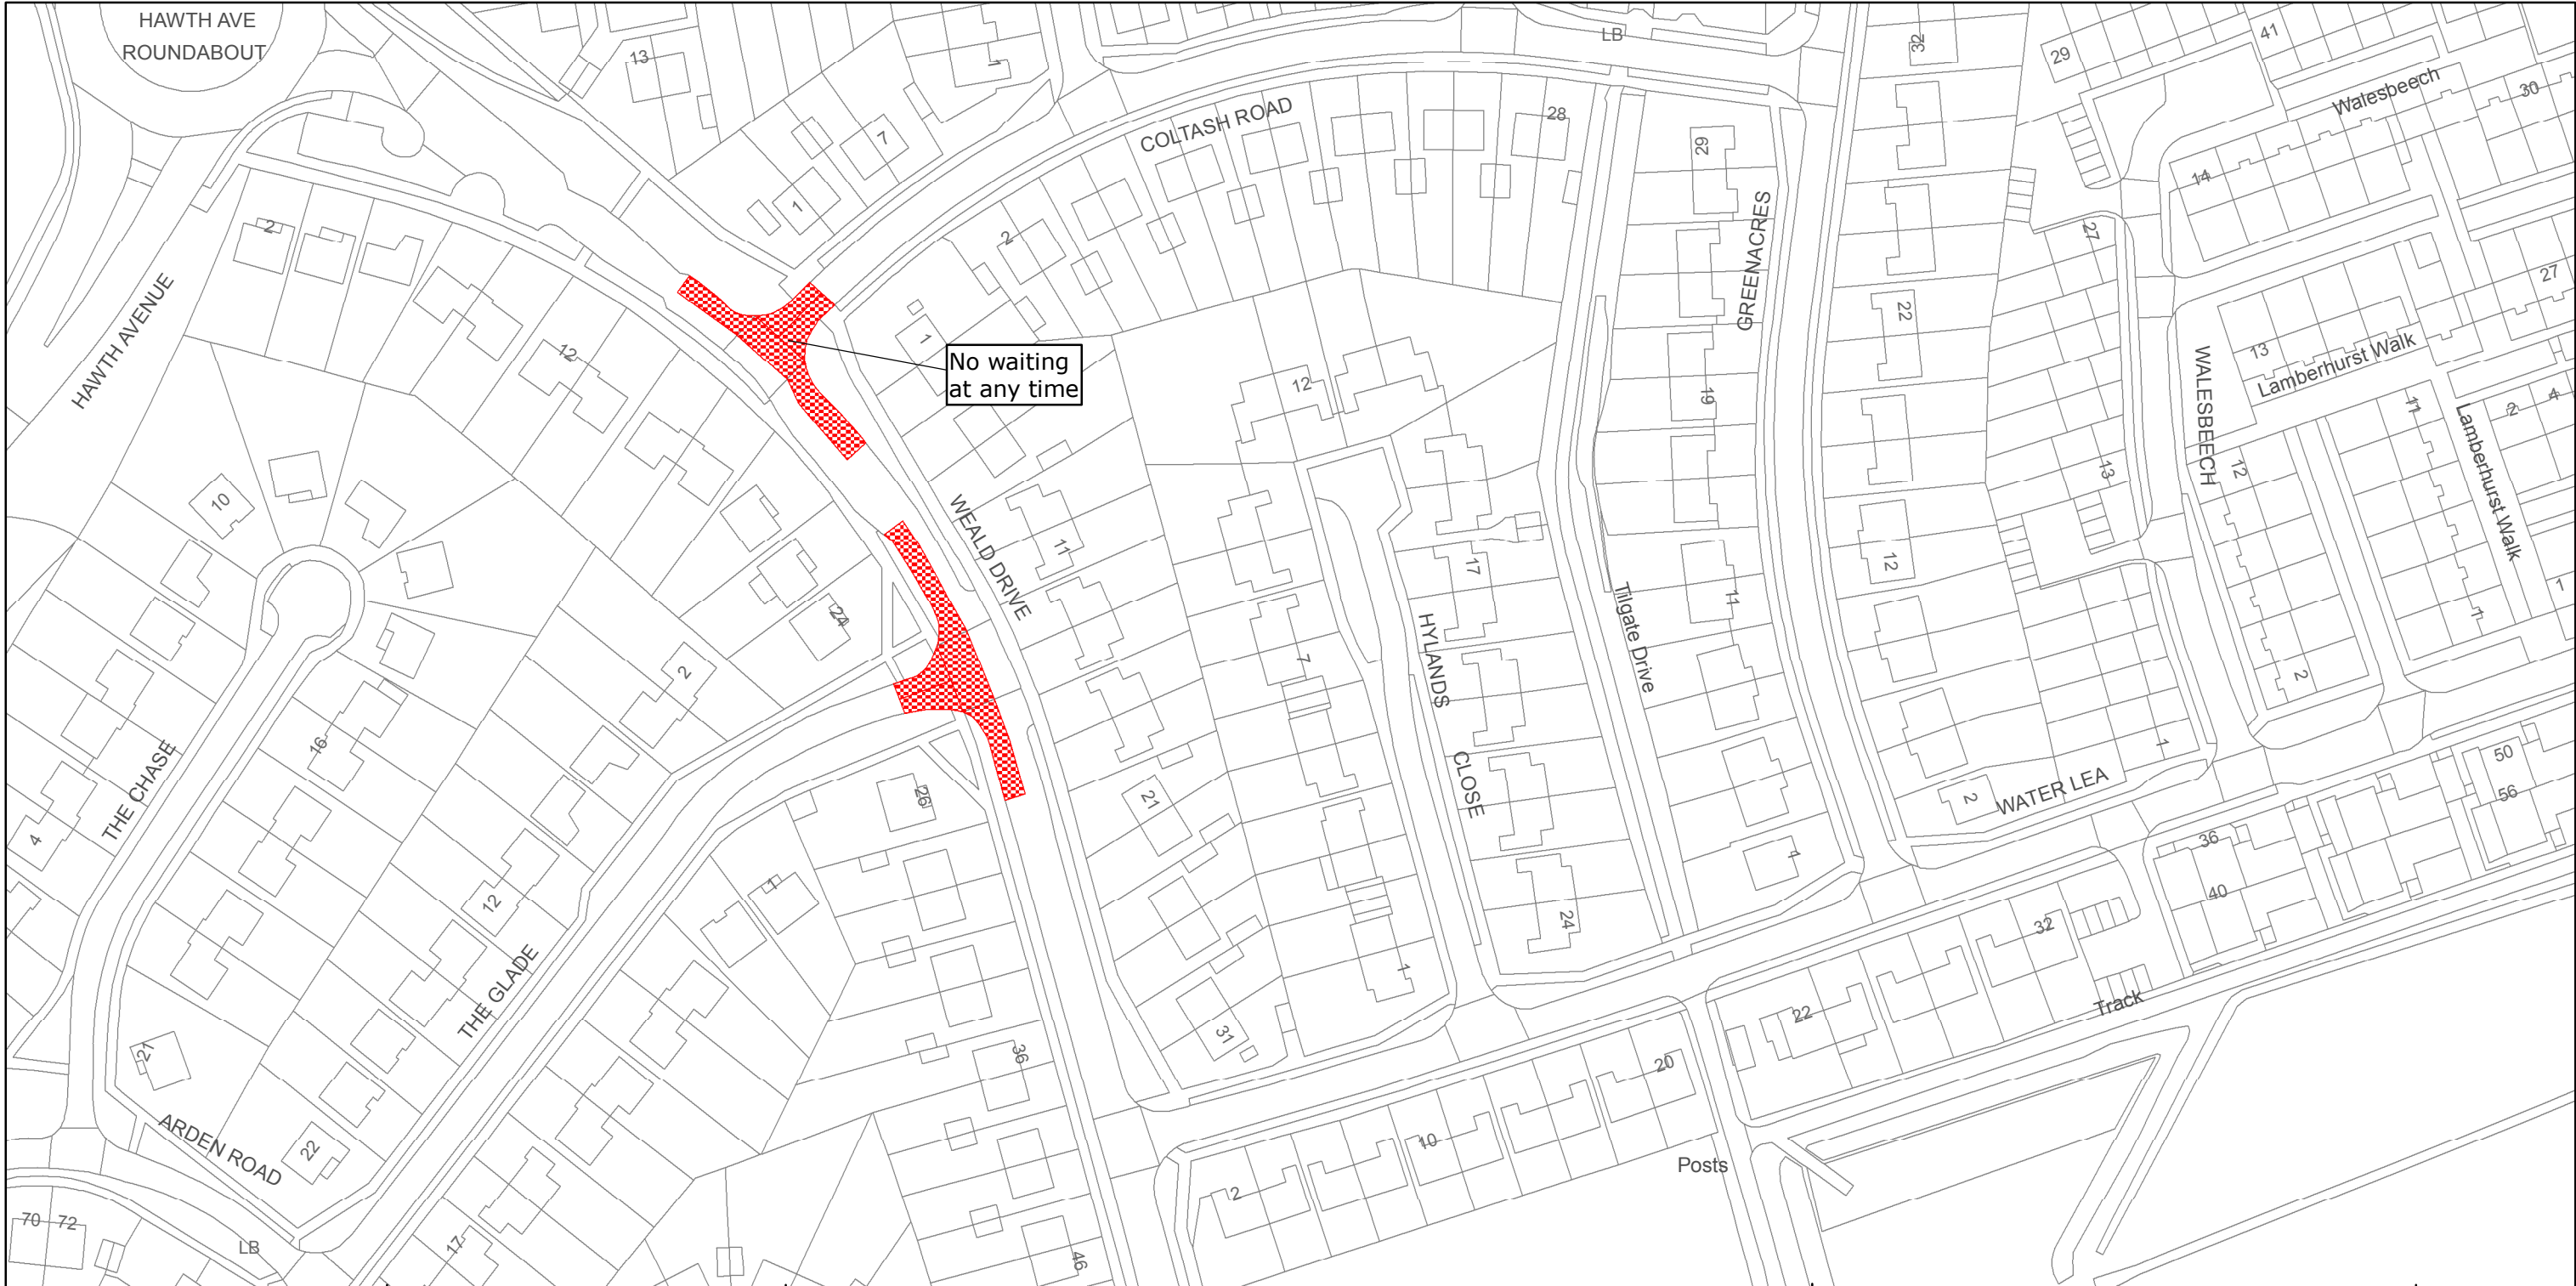 HAWTH AVE
ROUNDABOUT
13
1
LB
32
29
41
Walesbeech
30
COLTASH ROAD
28
7
1
29
14
2
2
GREENACRES
27
27
HAWTH AVENUE
1
22
13
Lamberhurst Walk
WALESBEECH
No waiting
at any time
12
12
19
11
2
4
Lamberhurst Walk
12
13
10
WEALD DRIVE
11
17
12
1
Tilgate Drive
11
24
HYLANDS
CLOSE
7
1
2
2
16
THE CHASE
4
1
50
56
WATER LEA
2
21
26
36
40
4
1
12
24
32
THE GLADE
1
Track
22
31
21
36
20
ARDEN ROAD
22
10
Posts
2
70
72
LB
17
46